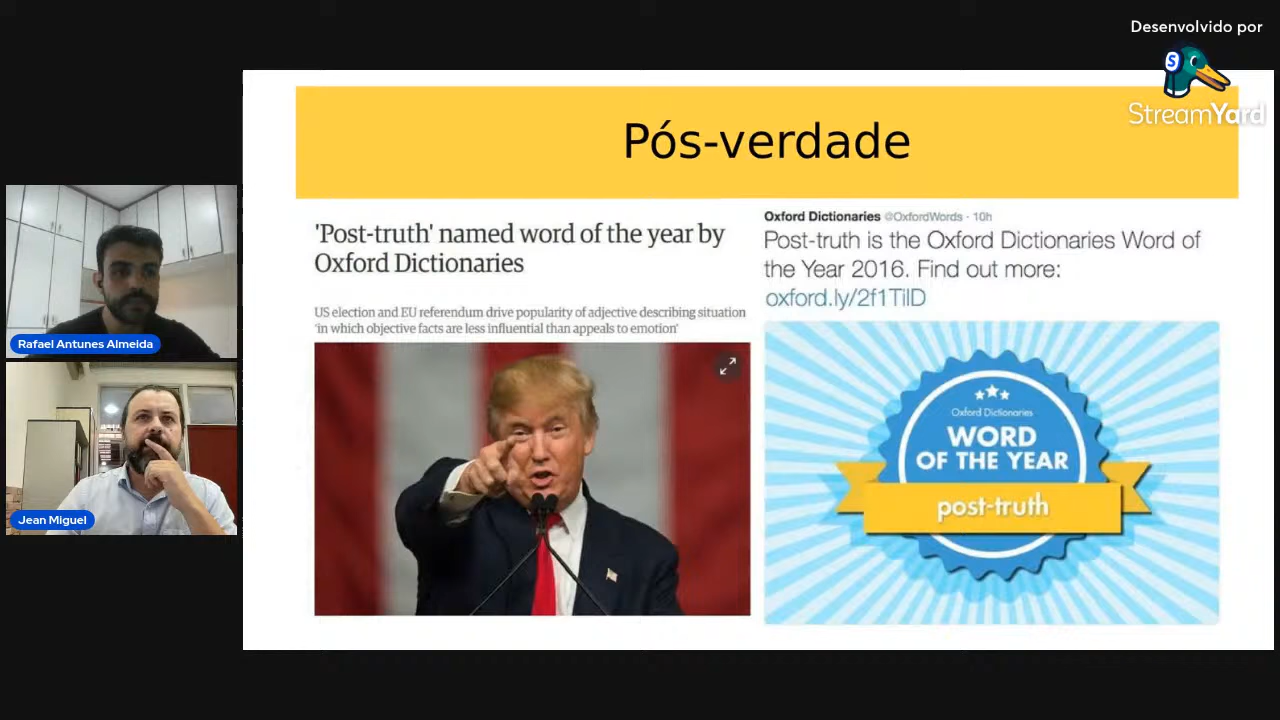 Desenvolvido por
StreamYard
Pós-verdade
'Post-truth' named word of the year by
Oxford Dictionaries
US election and EU referendum drive popularity of adjective describing situation
'in which objective facts are less influential than appeals to emotion'
Oxford Dictionaries @OxfordWords · 10h
Post-truth is the Oxford Dictionaries Word of
the Year 2016. Find out more:
oxford.ly/2f1TilD
Oxford Dictionaries
WORD
OF THE YEAR
post-truth
Rafael Antunes Almeida
Jean Miguel